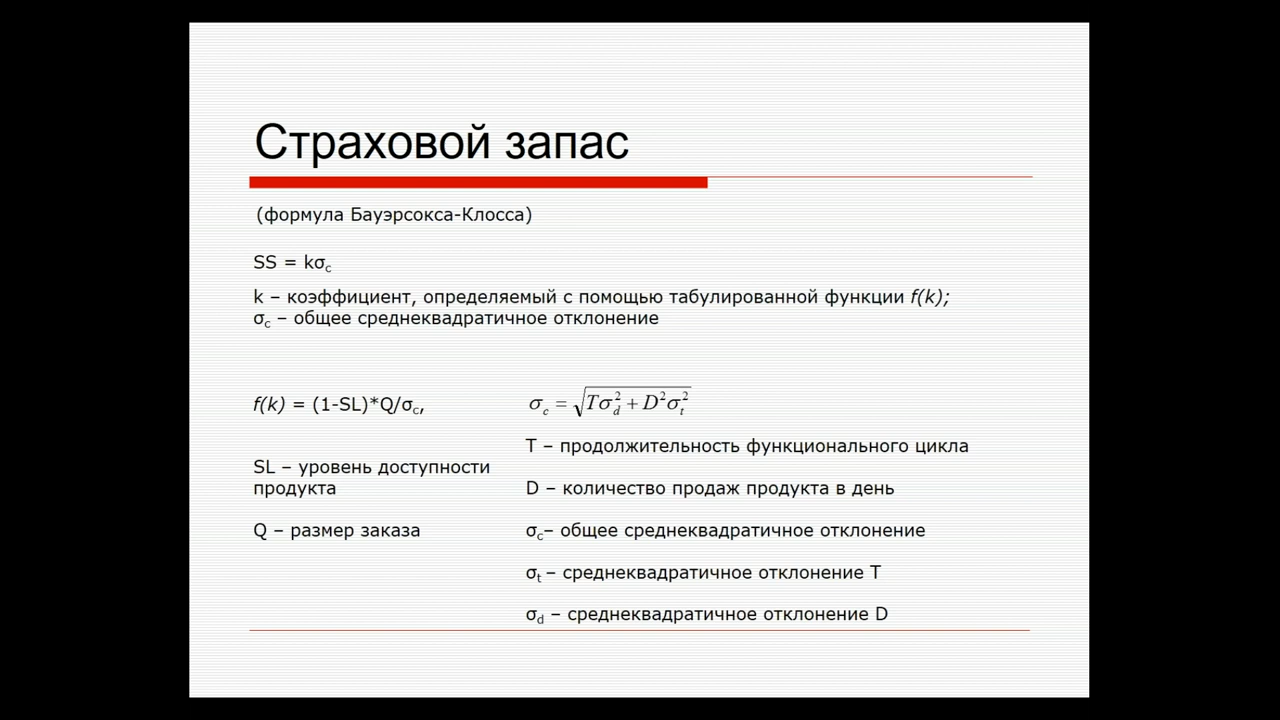 Страховой запас
(формула Бауэрсокса-Клосса)
SS = kσc
k – коэффициент, определяемый с помощью табулированной функции f(k);
σc – общее среднеквадратичное отклонение
f(k) = (1-SL)*Q/σc,
SL – уровень доступности
продукта
Q – размер заказа
σc = √(Tσd² + D²σt²)
T – продолжительность функционального цикла
D – количество продаж продукта в день
σc– общее среднеквадратичное отклонение
σt – среднеквадратичное отклонение T
σd – среднеквадратичное отклонение D